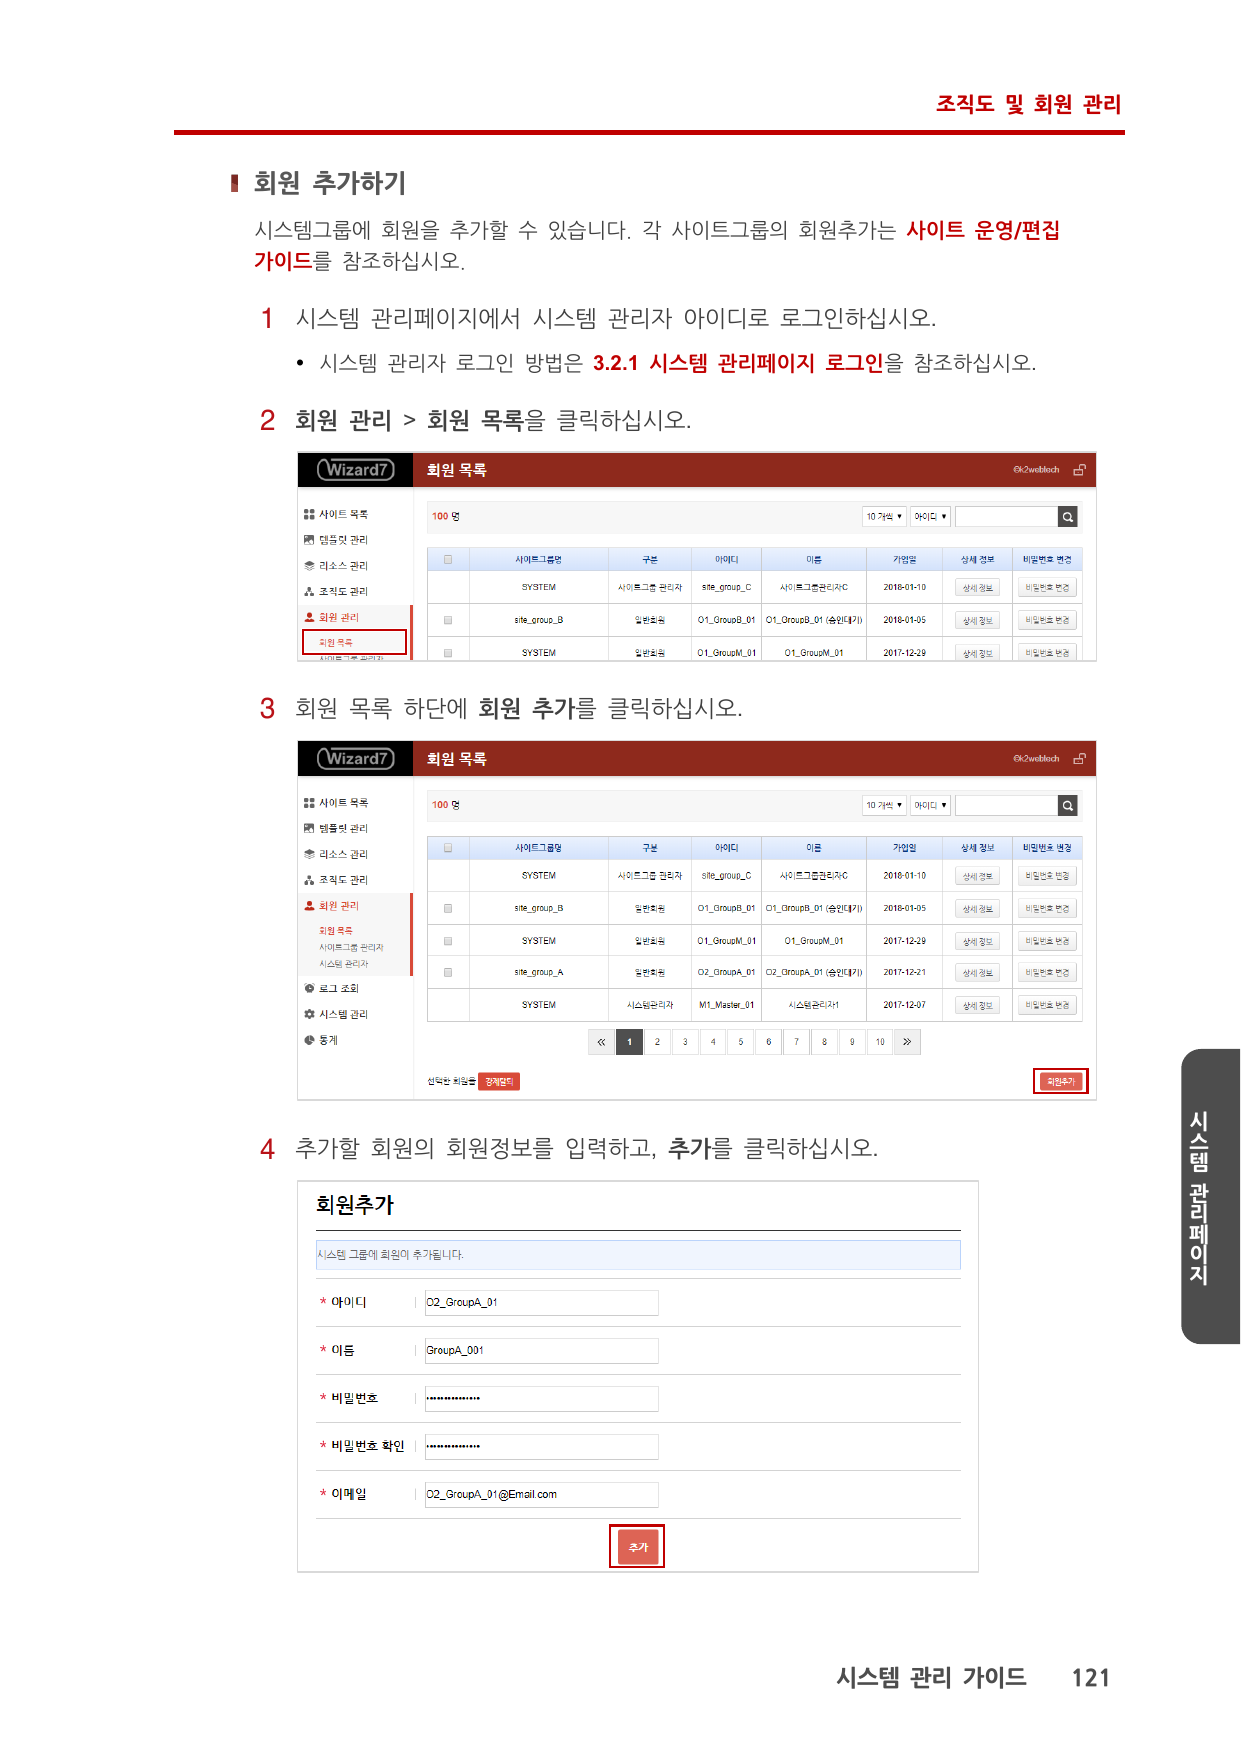 조직도 및 회원 관리
회원 추가하기
시스템그룹에 회원을 추가할 수 있습니다. 각 사이트그룹의 회원추가는 사이트 운영/편집
가이드를 참조하십시오.
1 시스템 관리페이지에서 시스템 관리자 아이디로 로그인하십시오.
• 시스템 관리자 로그인 방법은 3.2.1 시스템 관리페이지 로그인을 참조하십시오.
2 회원 관리 > 회원 목록을 클릭하십시오.
Wizard7 회원 목록 @k2webtech
사이트 목록 100 명 10 개씩 ▾ 아이디 ▾
템플릿 관리
사이트그룹명 구분 아이디 이름 가입일 상세 정보 비밀번호 변경
리소스 관리
조직도 관리 SYSTEM 사이트그룹 관리자 site_group_C 사이트그룹관리자C 2018-01-10 상세 정보 비밀번호 변경
회원 관리 site_group_B 일반회원 O1_GroupB_01 O1_GroupB_01 (승인대기) 2018-01-05 상세 정보 비밀번호 변경
회원 목록
사이트그룹 관리자 SYSTEM 일반회원 O1_GroupM_01 O1_GroupM_01 2017-12-29 상세 정보 비밀번호 변경
3 회원 목록 하단에 회원 추가를 클릭하십시오.
Wizard7 회원 목록 @k2webtech
사이트 목록 100 명 10 개씩 ▾ 아이디 ▾
템플릿 관리
리소스 관리 사이트그룹명 구분 아이디 이름 가입일 상세 정보 비밀번호 변경
조직도 관리 SYSTEM 사이트그룹 관리자 site_group_C 사이트그룹관리자C 2018-01-10 상세 정보 비밀번호 변경
회원 관리 site_group_B 일반회원 O1_GroupB_01 O1_GroupB_01 (승인대기) 2018-01-05 상세 정보 비밀번호 변경
회원 목록
사이트그룹 관리자 SYSTEM 일반회원 O1_GroupM_01 O1_GroupM_01 2017-12-29 상세 정보 비밀번호 변경
시스템 관리자 site_group_A 일반회원 O2_GroupA_01 O2_GroupA_01 (승인대기) 2017-12-21 상세 정보 비밀번호 변경
로그 조회
시스템 관리 SYSTEM 시스템관리자 M1_Master_01 시스템관리자1 2017-12-07 상세 정보 비밀번호 변경
통계 « 1 2 3 4 5 6 7 8 9 10 »
선택한 회원을 강제탈퇴 회원추가
4 추가할 회원의 회원정보를 입력하고, 추가를 클릭하십시오.
회원추가
시스템 그룹에 회원이 추가됩니다.
* 아이디 O2_GroupA_01
* 이름 GroupA_001
* 비밀번호 ••••••••••••••
* 비밀번호 확인 ••••••••••••••
* 이메일 O2_GroupA_01@Email.com
추가
시스템 관리페이지
시스템 관리 가이드 121